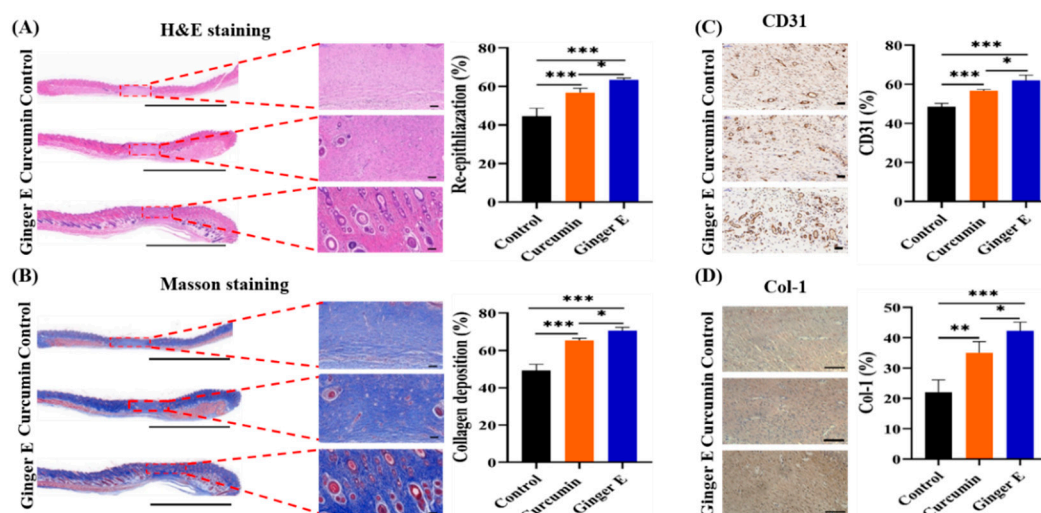 (A)
H&E staining
Ginger E Curcumin Control
Re-epithliazation (%)
80
60
40
20
0
***
***
*
Control
Curcumin
Ginger E
(B)
Masson staining
Ginger E Curcumin Control
Collagen deposition (%)
80
60
40
20
0
***
***
*
Control
Curcumin
Ginger E
(C)
CD31
Ginger E Curcumin Control
CD31 (%)
80
60
40
20
0
***
***
*
Control
Curcumin
Ginger E
(D)
Col-1
Ginger E Curcumin Control
Col-1 (%)
50
40
30
20
10
0
***
**
*
Control
Curcumin
Ginger E